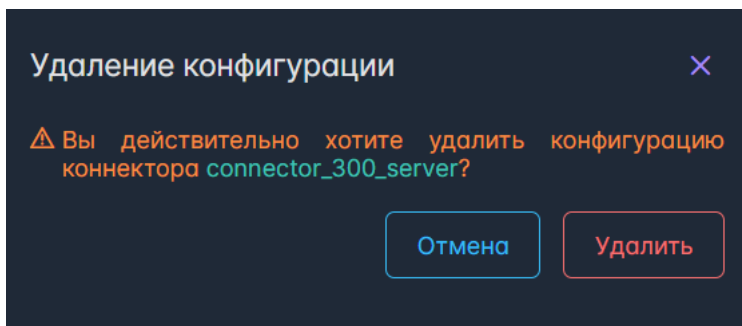 Удаление конфигурации
Вы действительно хотите удалить конфигурацию
коннектора connector_300_server?
Отмена Удалить